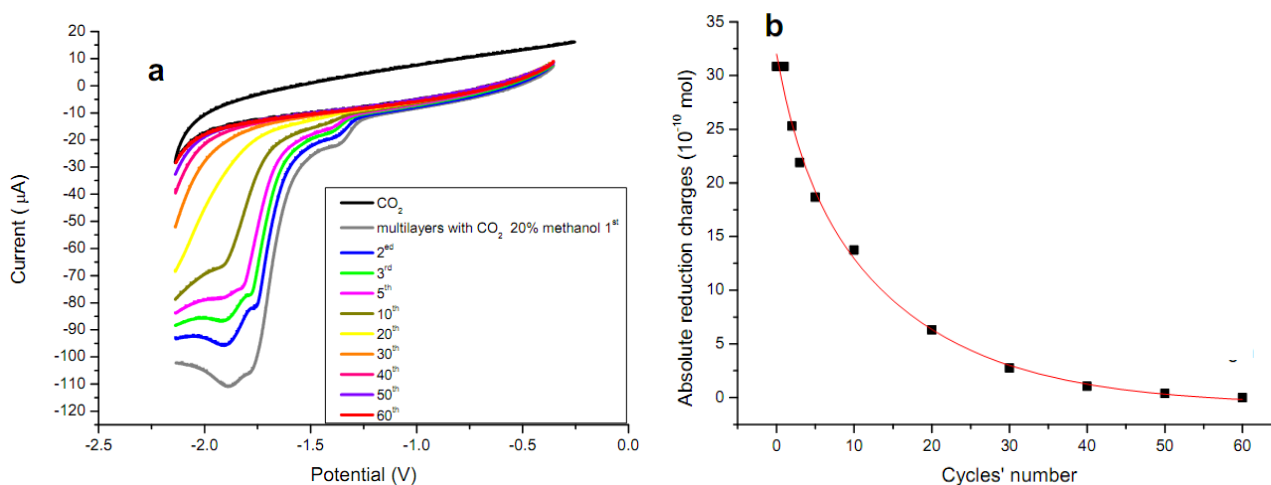 a
20
10
0
-10
-20
-30
-40
-50
-60
-70
-80
-90
-100
-110
-120
Current ( μA)
CO2
multilayers with CO2 20% methanol 1st
2ed
3rd
5th
10th
20th
30th
40th
50th
60th
-2.5 -2.0 -1.5 -1.0 -0.5 0.0
Potential (V)
b
35
30
25
20
15
10
5
0
Absolute reduction charges (10-10 mol)
0 10 20 30 40 50 60
Cycles' number